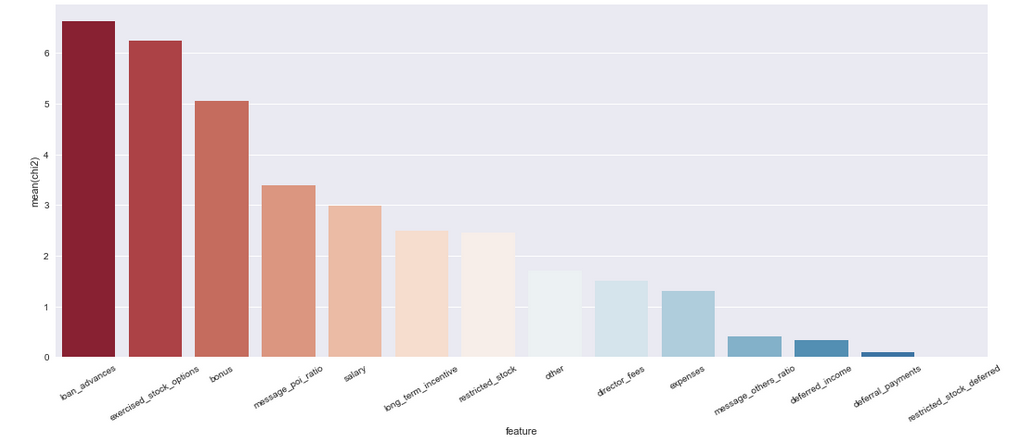 mean(chi2)
6
5
4
3
2
1
0
loan_advances
exercised_stock_options
bonus
message_poi_ratio
salary
long_term_incentive
restricted_stock
other
director_fees
expenses
message_others_ratio
deferred_income
deferral_payments
restricted_stock_deferred
feature